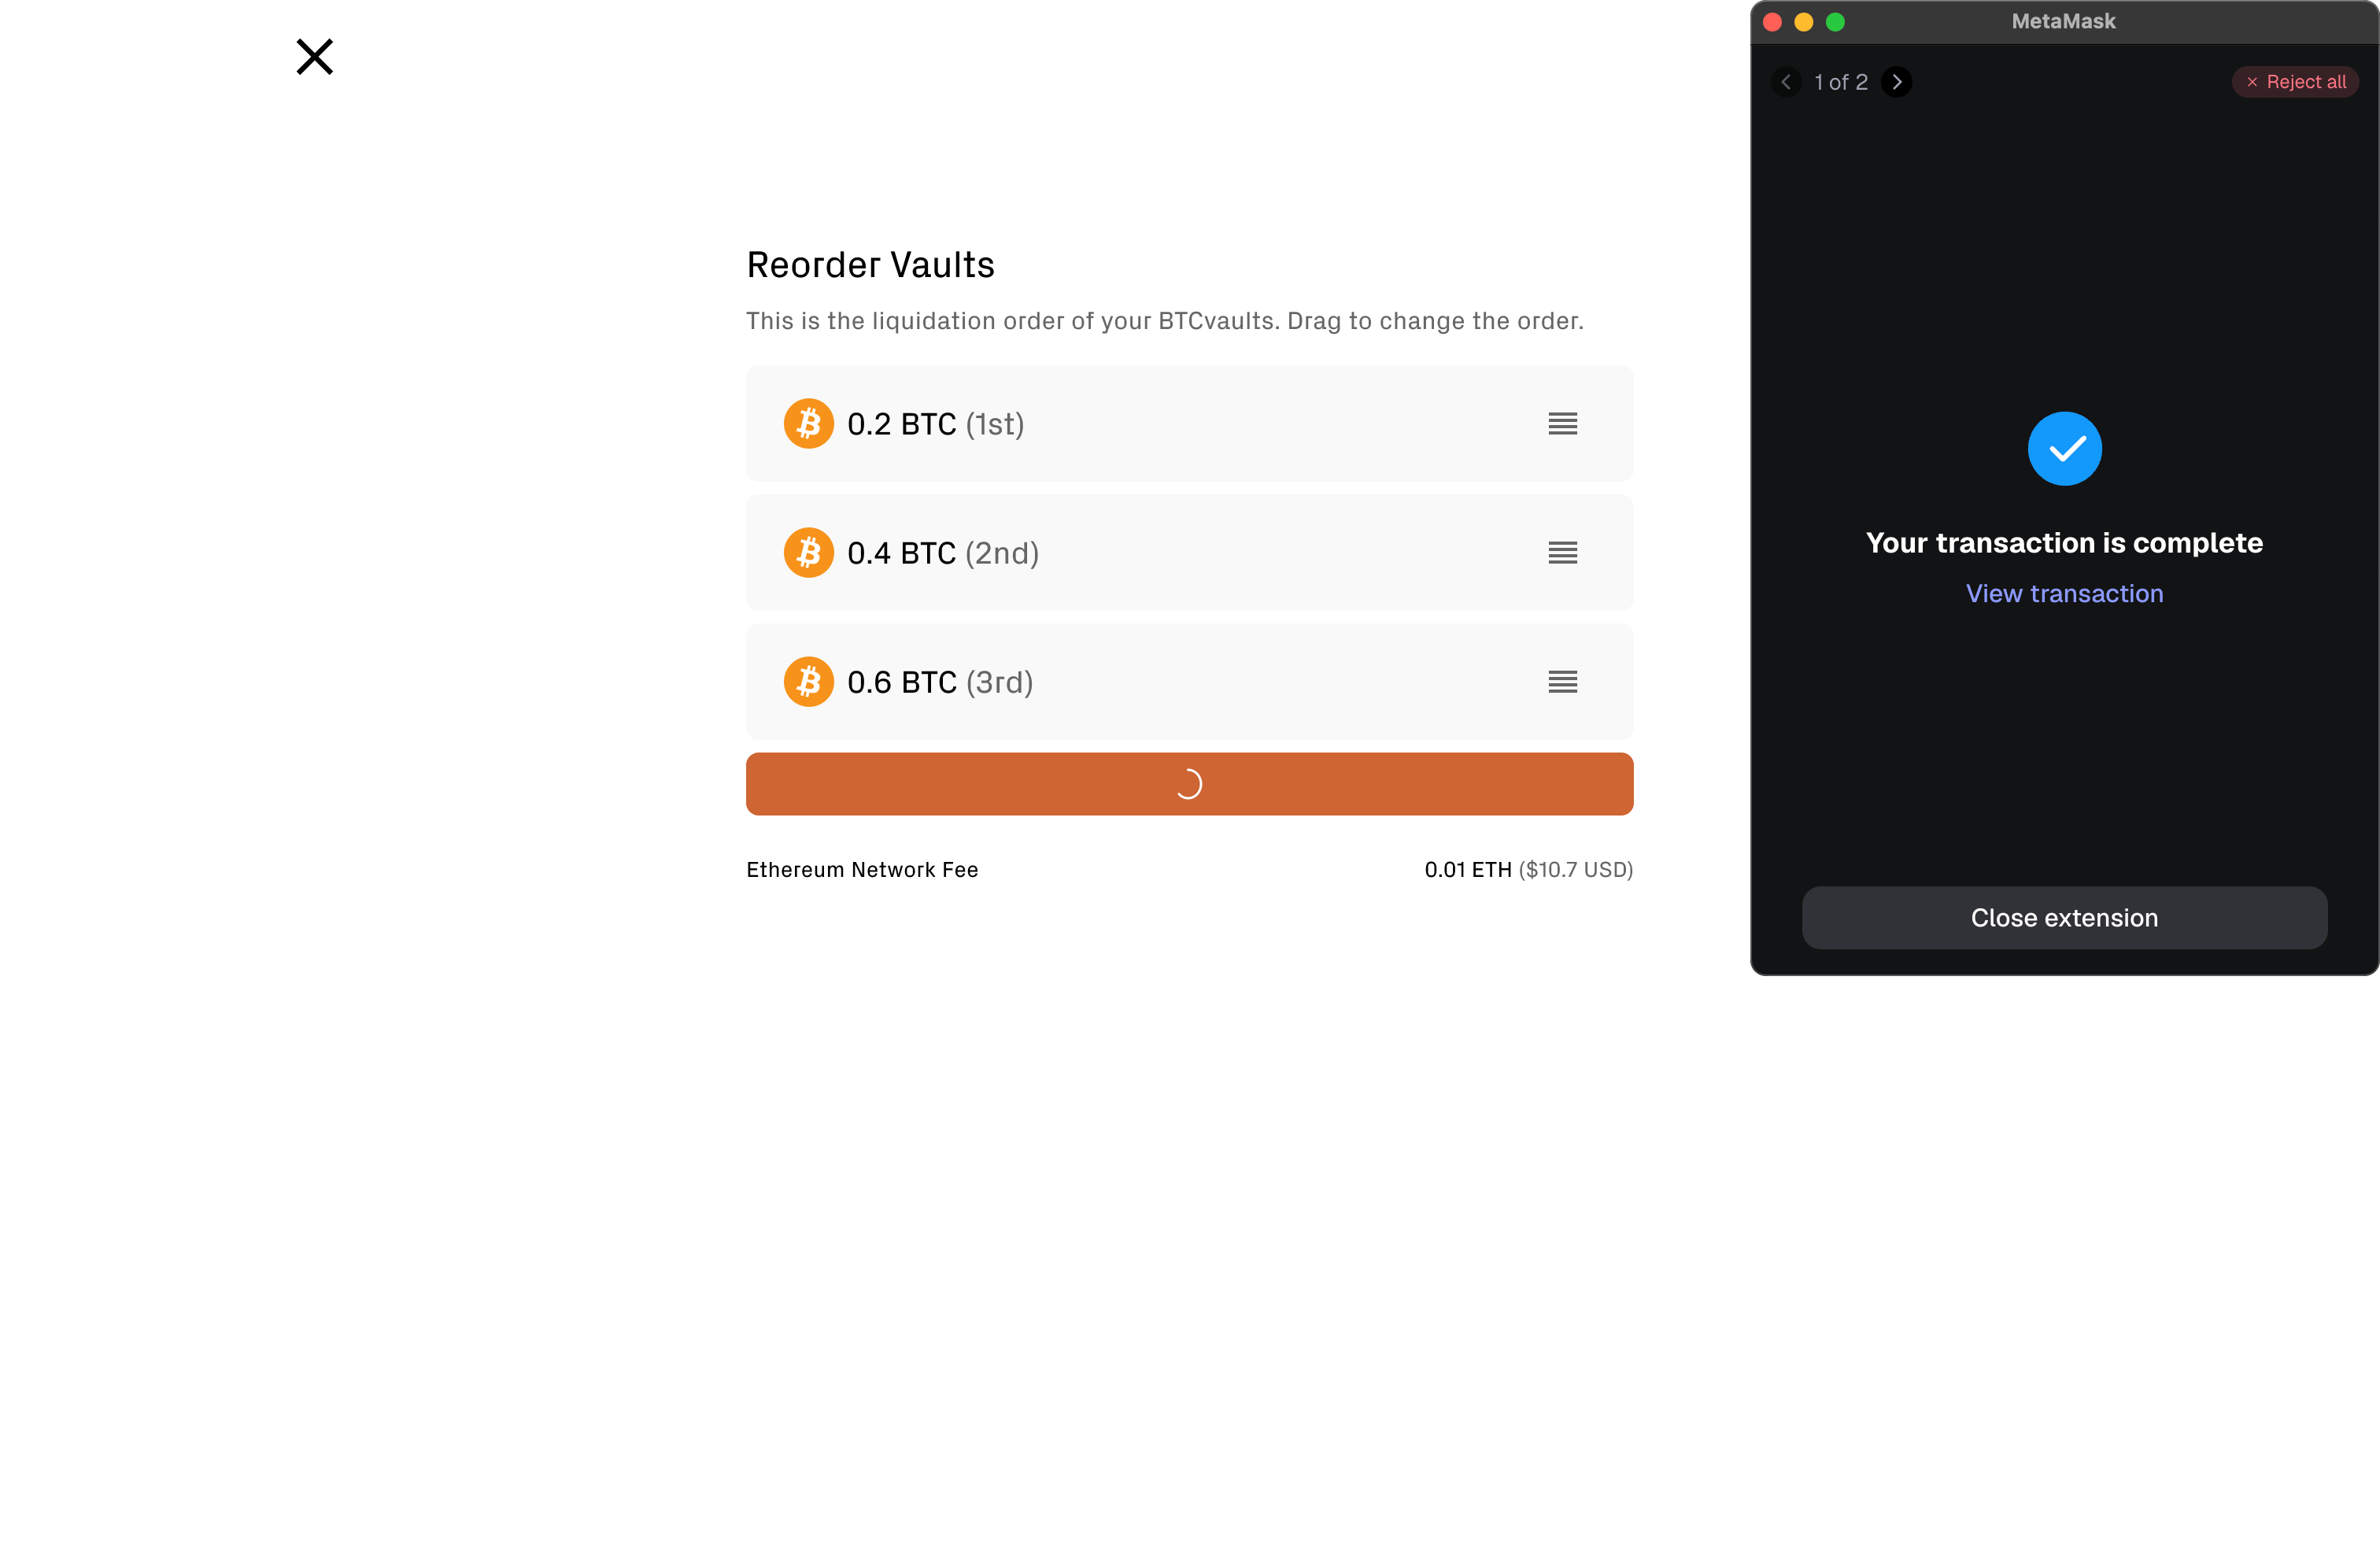 Reorder Vaults
This is the liquidation order of your BTCvaults. Drag to change the order.
0.2 BTC (1st)
0.4 BTC (2nd)
0.6 BTC (3rd)
Ethereum Network Fee
0.01 ETH ($10.7 USD)
MetaMask
1 of 2
Reject all
Your transaction is complete
View transaction
Close extension